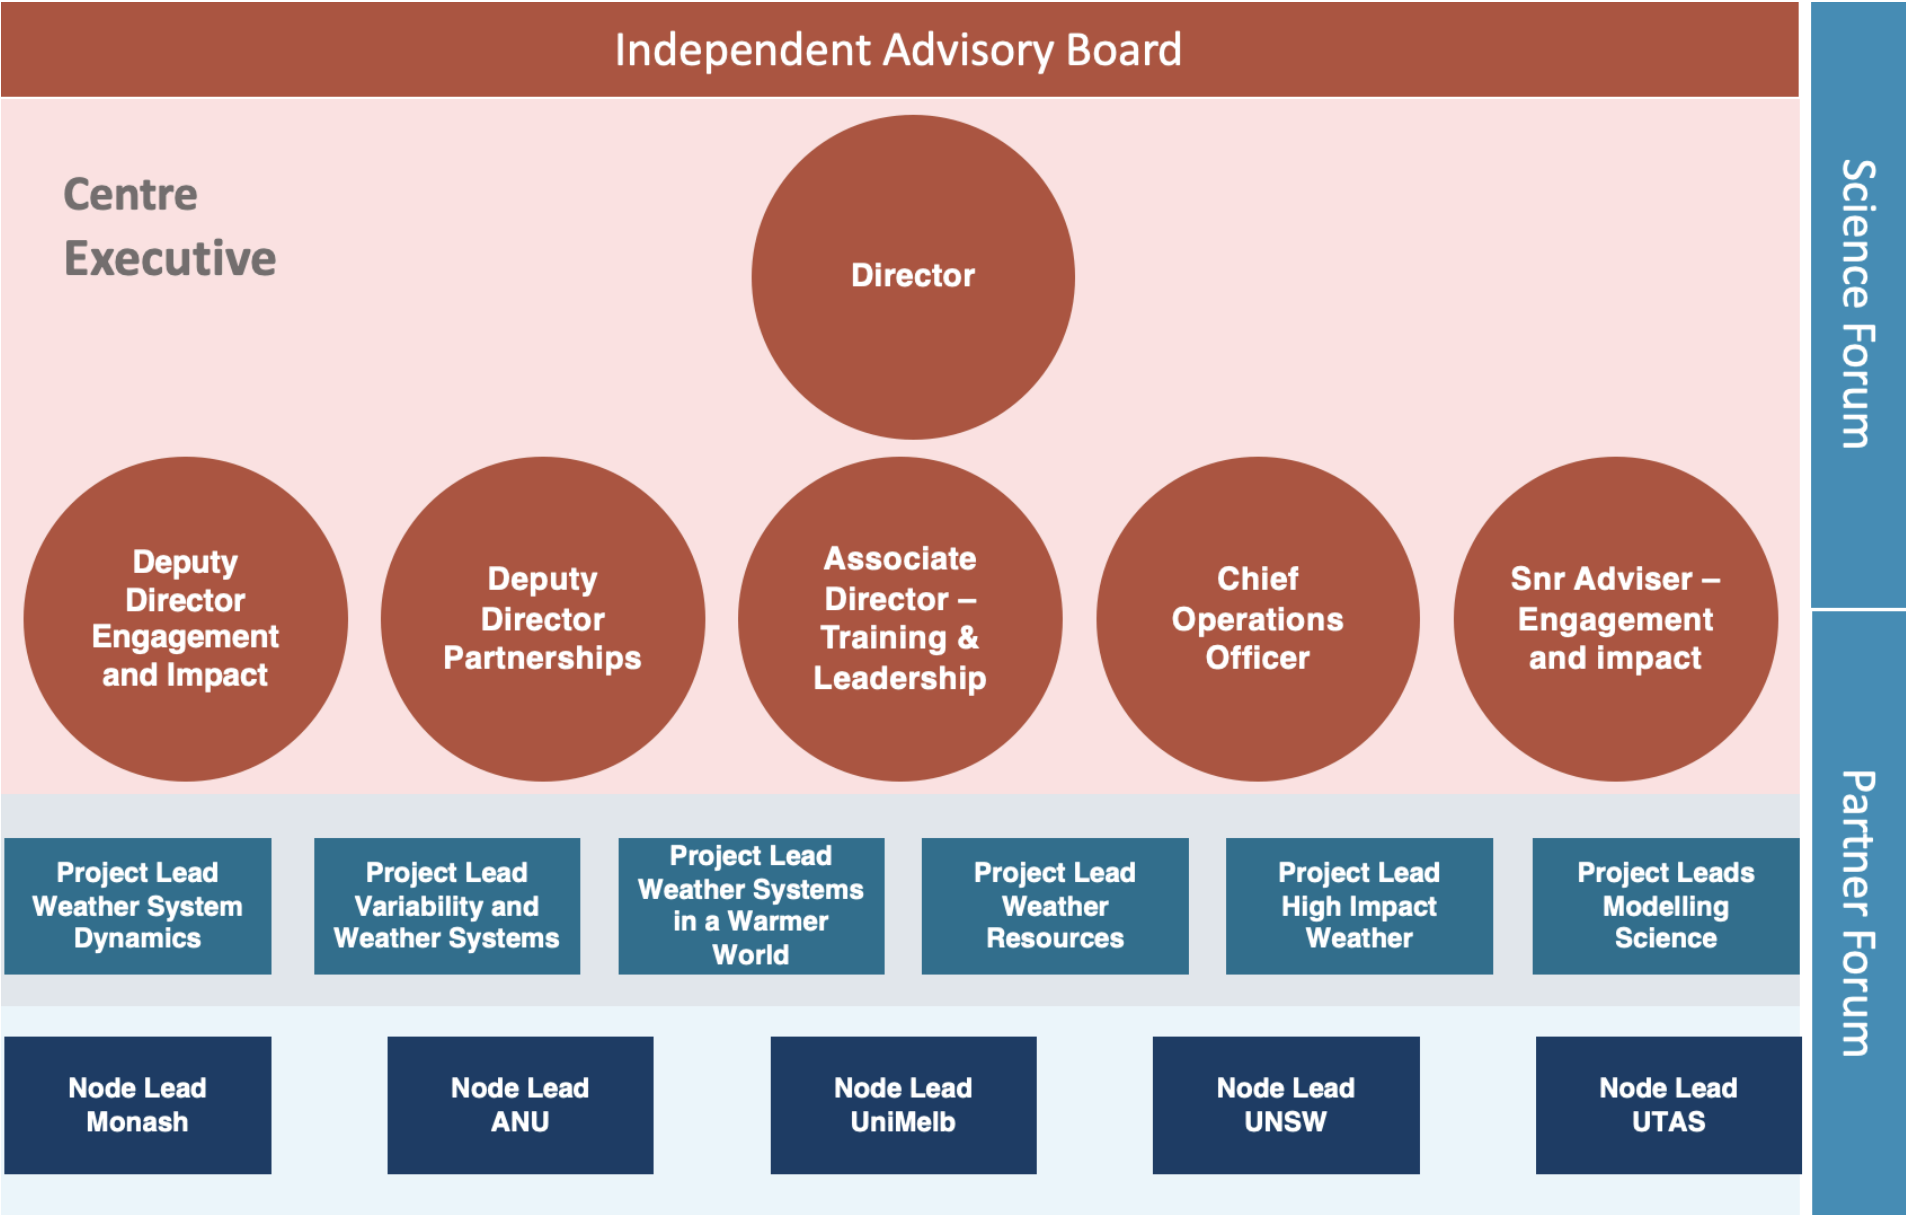 Independent Advisory Board
Centre
Executive
Director
Deputy
Director
Engagement
and Impact
Deputy
Director
Partnerships
Associate
Director –
Training &
Leadership
Chief
Operations
Officer
Snr Adviser –
Engagement
and impact
Project Lead
Weather System
Dynamics
Project Lead
Variability and
Weather Systems
Project Lead
Weather Systems
in a Warmer
World
Project Lead
Weather
Resources
Project Lead
High Impact
Weather
Project Leads
Modelling
Science
Node Lead
Monash
Node Lead
ANU
Node Lead
UniMelb
Node Lead
UNSW
Node Lead
UTAS
Science Forum
Partner Forum